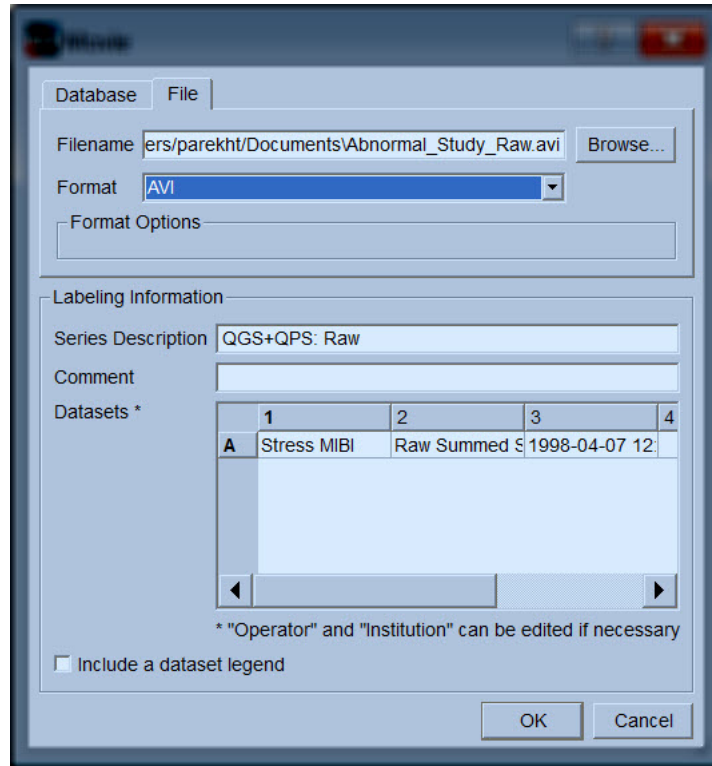 Movie
Database File
Filename ers/parekht/Documents\Abnormal_Study_Raw.avi Browse...
Format AVI
Format Options
Labeling Information
Series Description QGS+QPS: Raw
Comment
Datasets *
1 2 3 4
A Stress MIBI Raw Summed S 1998-04-07 12:
* "Operator" and "Institution" can be edited if necessary
Include a dataset legend
OK Cancel